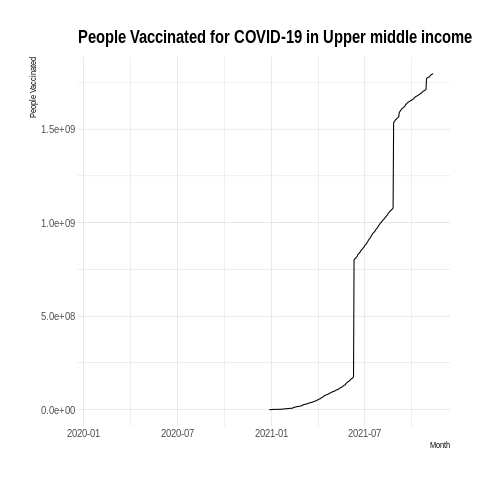 People Vaccinated for COVID-19 in Upper middle income
People Vaccinated
1.5e+09
1.0e+09
5.0e+08
0.0e+00
2020-01 2020-07 2021-01 2021-07
Month